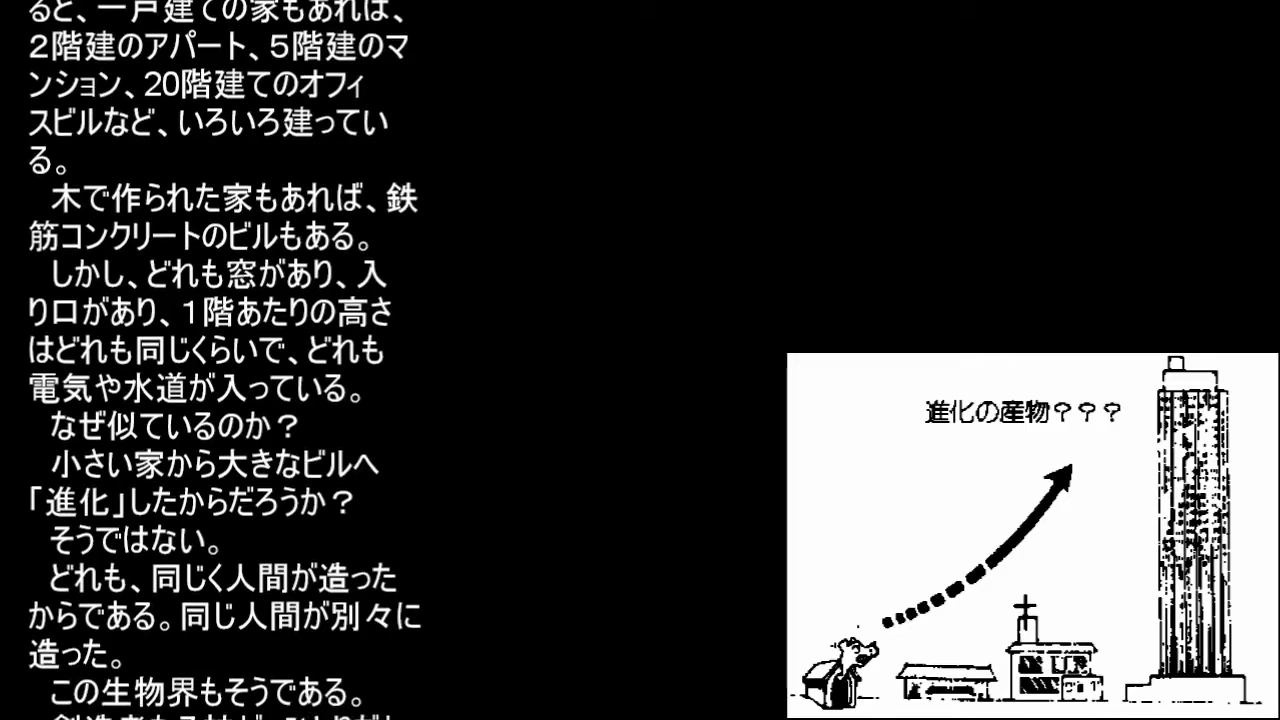 ると、一戸建ての家もあれば、
２階建のアパート、５階建のマ
ンション、20階建てのオフィ
スビルなど、いろいろ建ってい
る。
木で作られた家もあれば、鉄
筋コンクリートのビルもある。
しかし、どれも窓があり、入
り口があり、１階あたりの高さ
はどれも同じくらいで、どれも
電気や水道が入っている。
なぜ似ているのか？
小さい家から大きなビルへ
「進化」したからだろうか？
そうではない。
どれも、同じく人間が造った
からである。同じ人間が別々に
造った。
この生物界もそうである。
進化の産物？？？